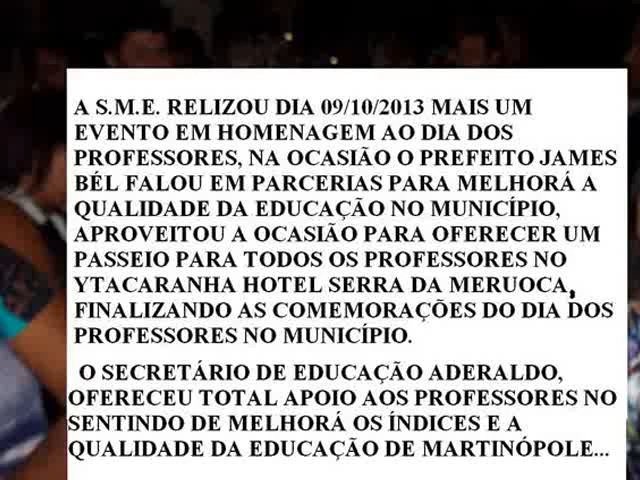 A S.M.E. RELIZOU DIA 09/10/2013 MAIS UM
EVENTO EM HOMENAGEM AO DIA DOS
PROFESSORES, NA OCASIÃO O PREFEITO JAMES
BÉL FALOU EM PARCERIAS PARA MELHORÁ A
QUALIDADE DA EDUCAÇÃO NO MUNICÍPIO,
APROVEITOU A OCASIÃO PARA OFERECER UM
PASSEIO PARA TODOS OS PROFESSORES NO
YTACARANHA HOTEL SERRA DA MERUOCA,
FINALIZANDO AS COMEMORAÇÕES DO DIA DOS
PROFESSORES NO MUNICÍPIO.
O SECRETÁRIO DE EDUCAÇÃO ADERALDO,
OFERECEU TOTAL APOIO AOS PROFESSORES NO
SENTINDO DE MELHORÁ OS ÍNDICES E A
QUALIDADE DA EDUCAÇÃO DE MARTINÓPOLE...